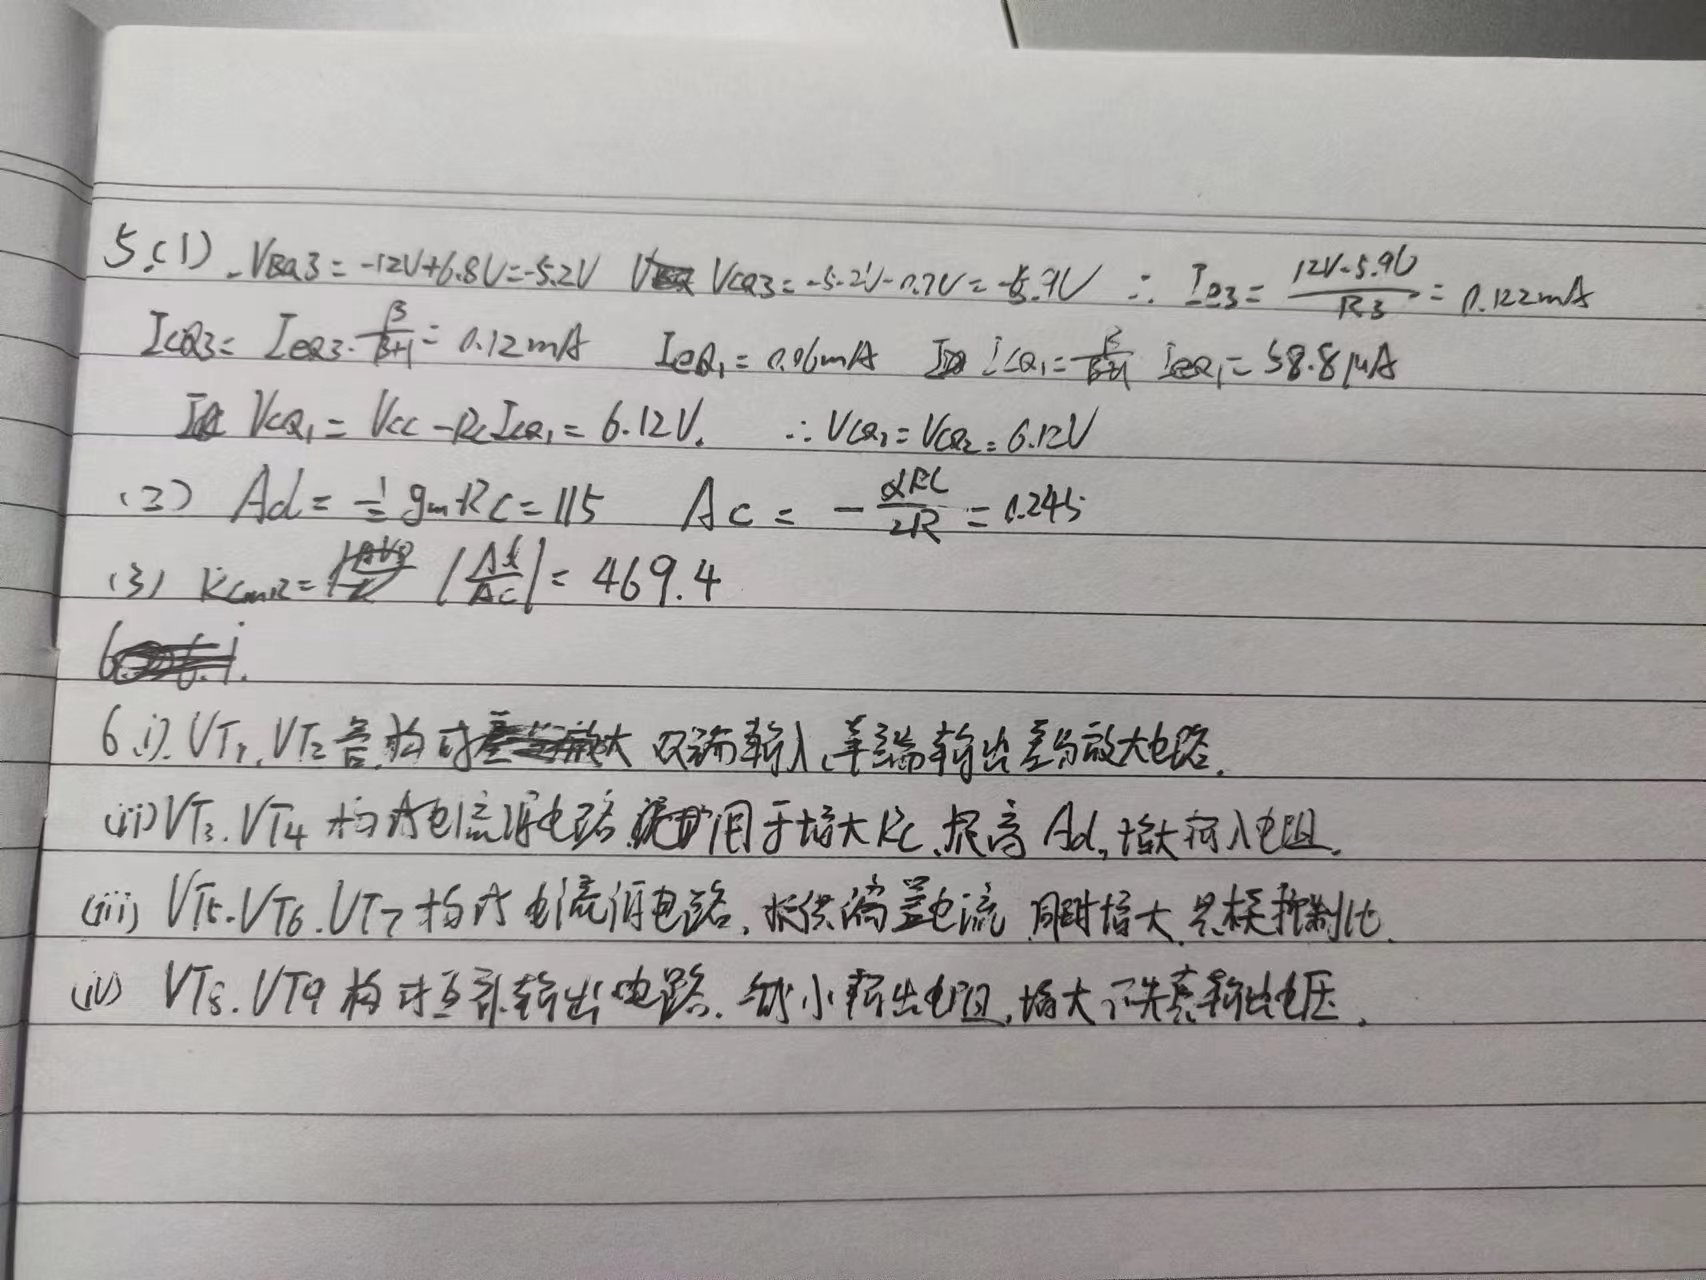 5.(1). VBQ3 = -12V+6.8V=-5.2V VCQ3 = -5.2V-0.7V = -5.9V ∴ IeQ3 = (12V-5.9V)/R3 = 0.122mA
ICQ3 = IeQ3·β/(β+1) = 0.12mA IeQ1 = 0.06mA ICQ1 = β/(β+1) IeQ1 = 58.8μA
VCQ1 = VCC - RcICQ1 = 6.12V. ∴ VCQ1 = VCQ2 = 6.12V
(2) Ad = ½ gm Rc = 115 Ac = -αRC/2R = 0.245
(3) KCMR = |Ad/Ac| = 469.4
6.i). VT1, VT2 构成 双端输入、单端输出差分放大电路.
(ii) VT3. VT4 构成电流源电路 用于增大Rc、提高 Ad, 增大输入电阻.
(iii) VT5. VT6. VT7 构成电流源电路, 提供偏置电流 同时增大共模抑制比.
(iv) VT8. VT9 构成互补输出电路. 缩小输出电阻, 增大不失真输出电压.